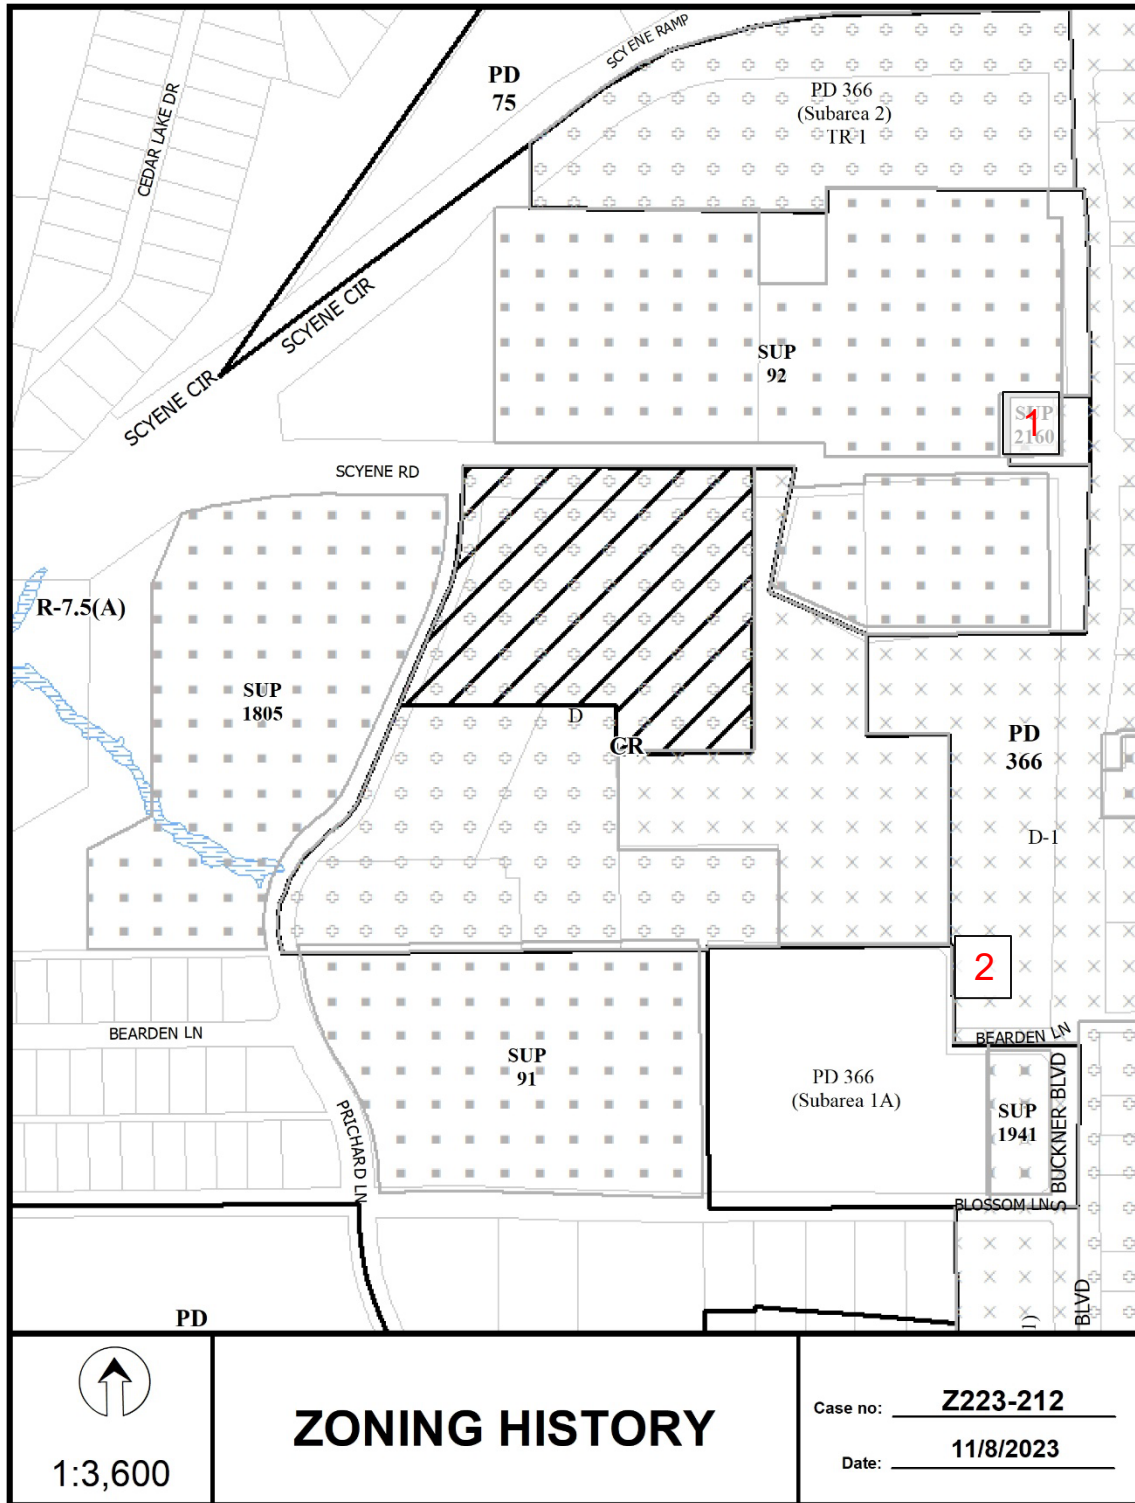 SCYENE RAMP
PD
75
PD 366
(Subarea 2)
TR 1
CEDAR LAKE DR
SCYENE CIR
SCYENE CIR
SUP
92
SUP
2160
1
SCYENE RD
R-7.5(A)
SUP
1805
D
CR
PD
366
D-1
2
BEARDEN LN
BEARDEN LN
SUP
91
PD 366
(Subarea 1A)
SUP
1941
S BUCKNER BLVD
PRICHARD LN
BLOSSOM LN
PD
1)
BLVD
1:3,600
ZONING HISTORY
Case no: Z223-212
Date: 11/8/2023